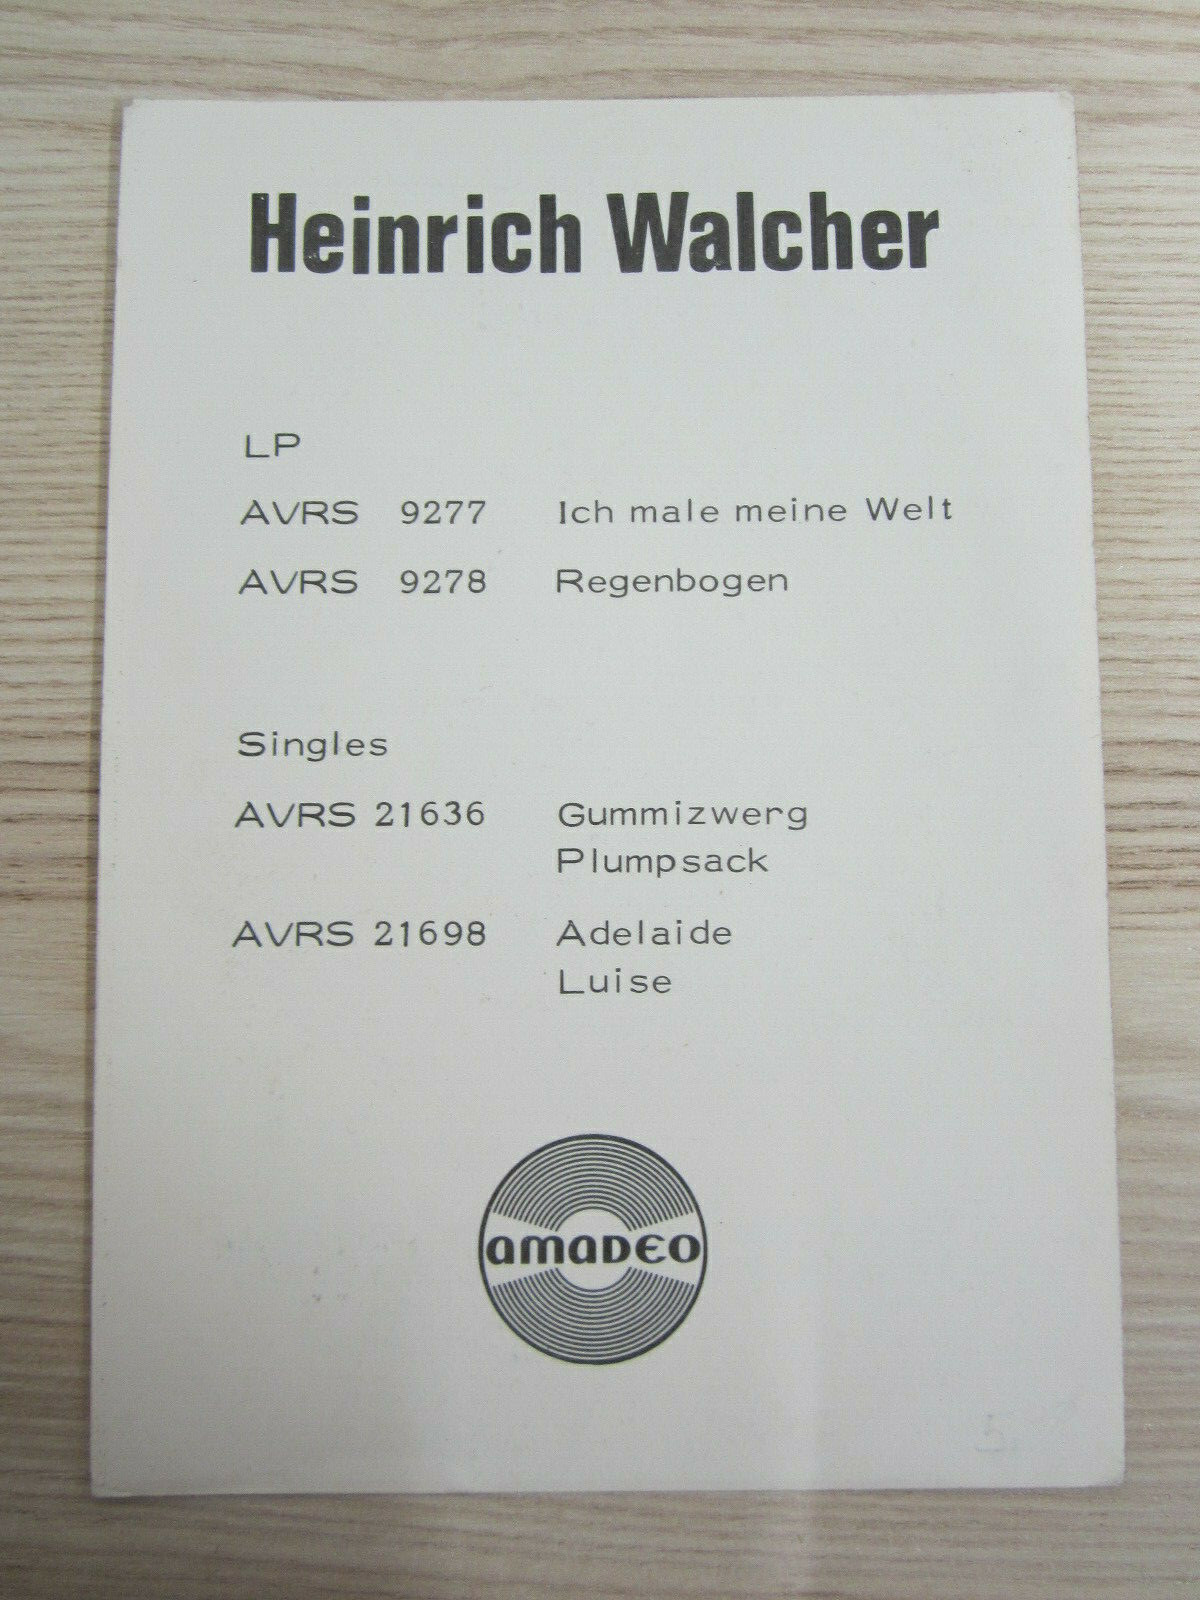 Heinrich Walcher
LP
AVRS 9277 Ich male meine Welt
AVRS 9278 Regenbogen
Singles
AVRS 21636 Gummizwerg
Plumpsack
AVRS 21698 Adelaide
Luise
amaDEO
5